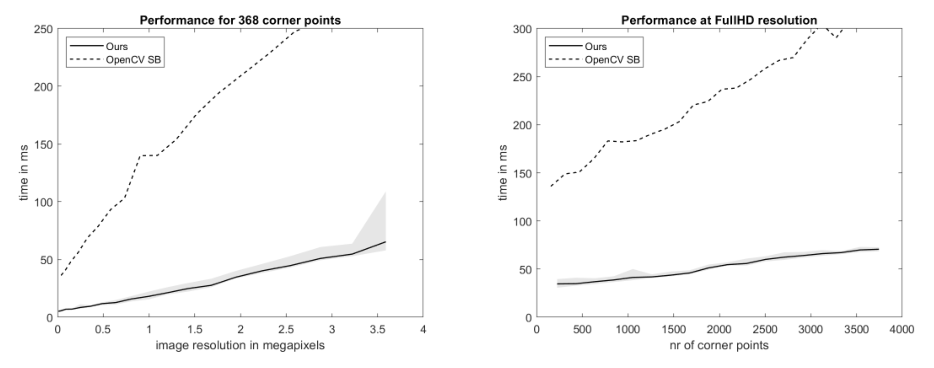 Performance for 368 corner points
250
200
150
100
50
0
Ours
OpenCV SB
time in ms
0 0.5 1 1.5 2 2.5 3 3.5 4
image resolution in megapixels
Performance at FullHD resolution
300
250
200
150
100
50
0
Ours
OpenCV SB
time in ms
0 500 1000 1500 2000 2500 3000 3500 4000
nr of corner points